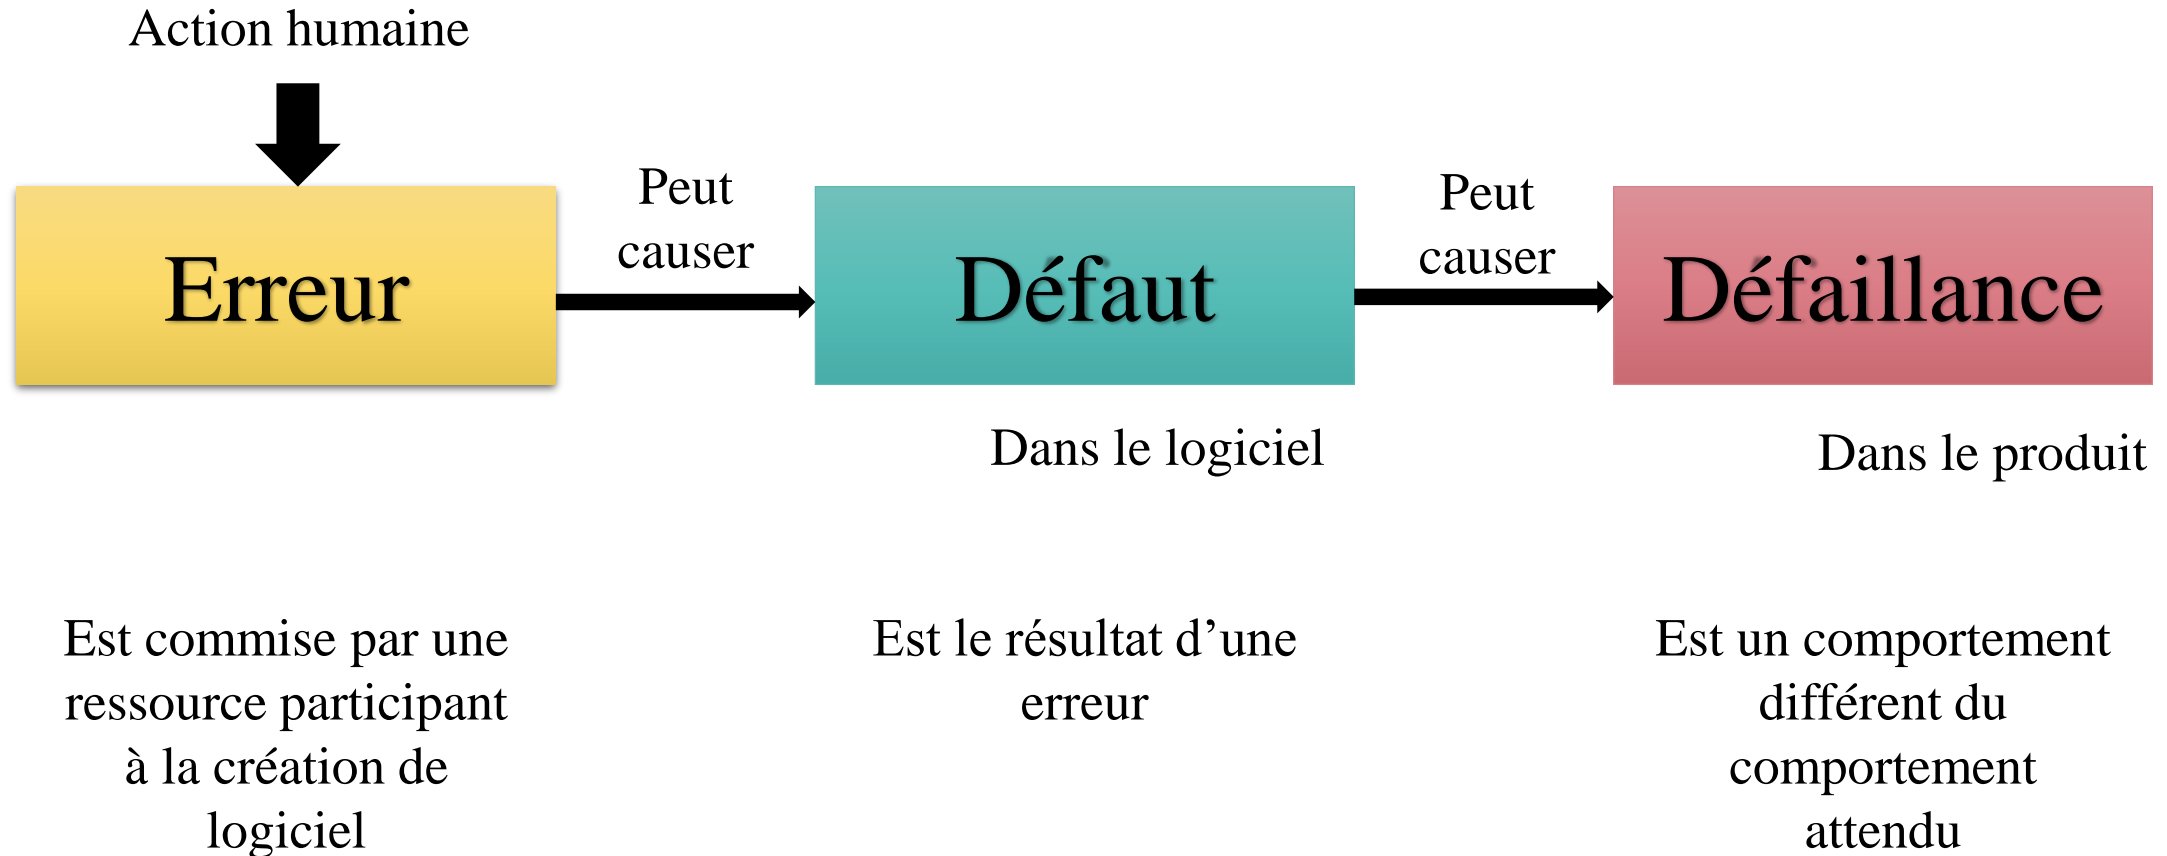 Action humaine
Peut
causer
Peut
causer
Erreur
Défaut
Défaillance
Dans le logiciel
Dans le produit
Est commise par une
ressource participant
à la création de
logiciel
Est le résultat d’une
erreur
Est un comportement
différent du
comportement
attendu